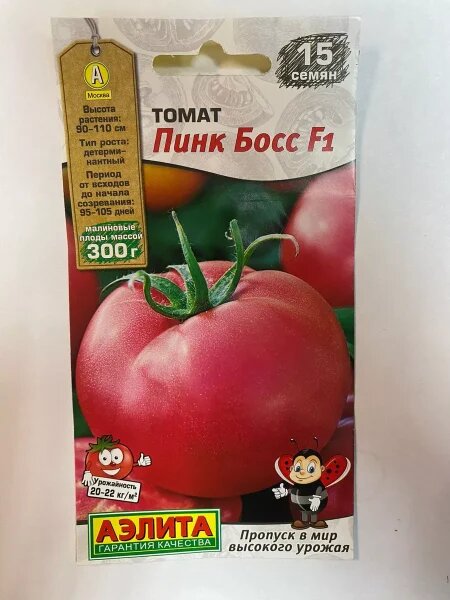 15
семян
А
Москва
Высота
растения:
90-110 см
Тип роста:
детерми-
кантный
Период
от всходов
до начала
созревания:
95-105 дней
малиновые
плоды массой
300 г
ТОМАТ
Пинк Босс F1
Урожайность
20-22 кг/м²
АЭЛИТА
ГАРАНТИЯ КАЧЕСТВА
Пропуск в мир
высокого урожая